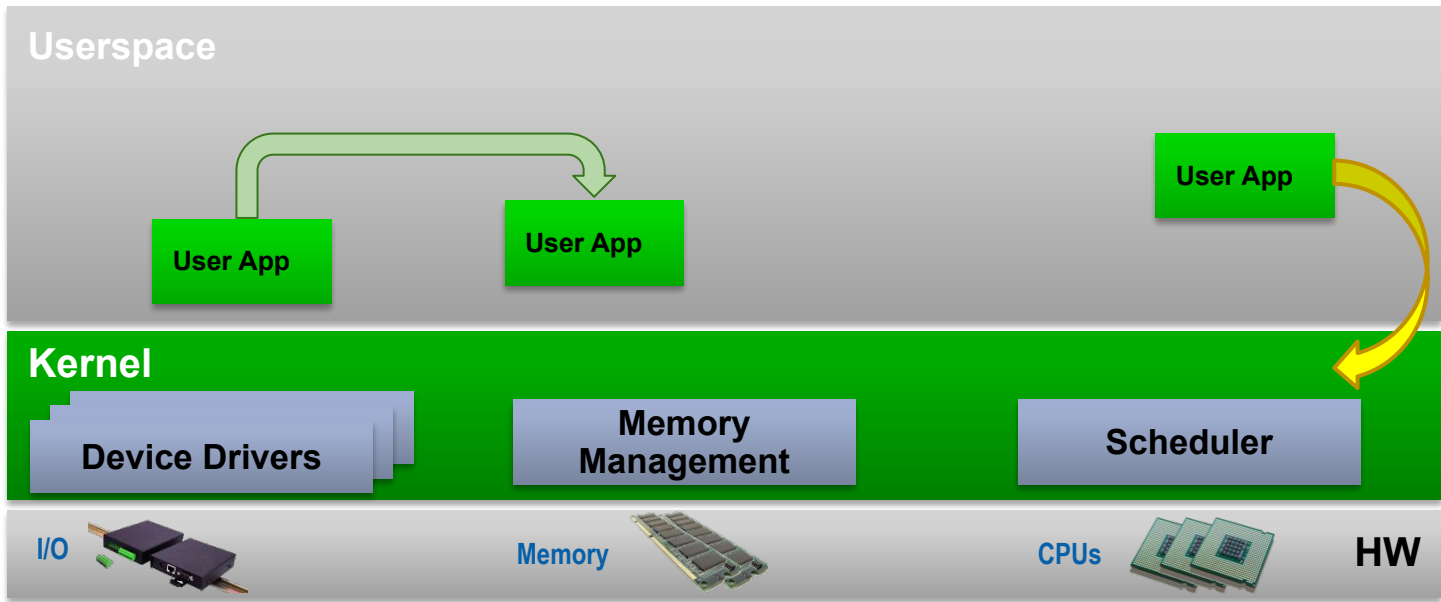 Userspace
User App
User App
User App
Kernel
Device Drivers
Memory
Management
Scheduler
I/O
Memory
CPUs
HW